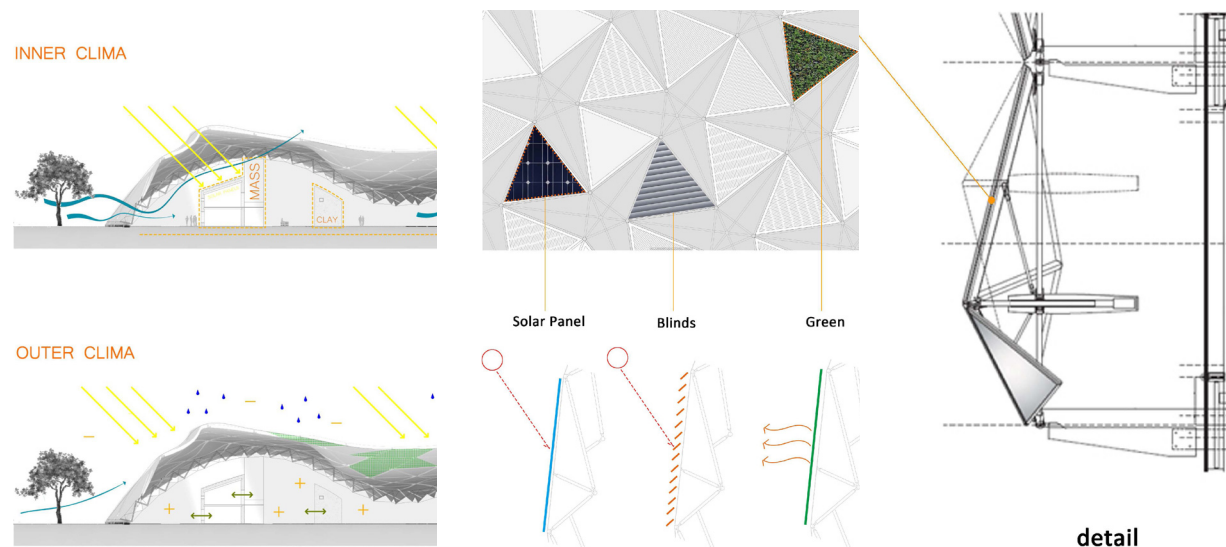 INNER CLIMA
MASS
CLAY
Solar Panel
Blinds
Green
OUTER CLIMA
detail